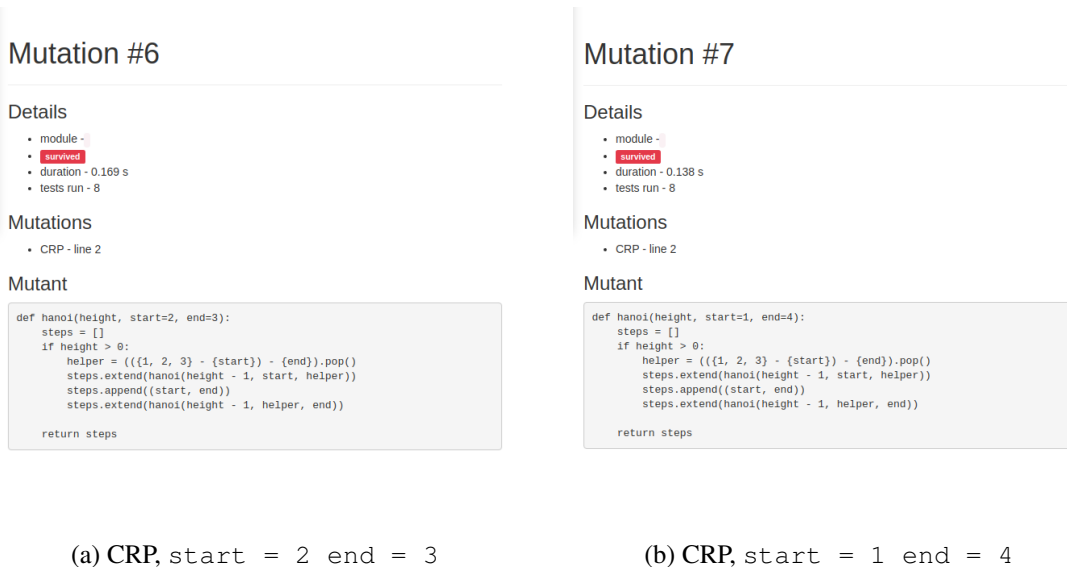 Mutation #6
Details
• module -
• survived
• duration - 0.169 s
• tests run - 8
Mutations
• CRP - line 2
Mutant
def hanoi(height, start=2, end=3):
    steps = []
    if height > 0:
        helper = (({1, 2, 3} - {start}) - {end}).pop()
        steps.extend(hanoi(height - 1, start, helper))
        steps.append((start, end))
        steps.extend(hanoi(height - 1, helper, end))
    return steps
(a) CRP, start = 2 end = 3
Mutation #7
Details
• module -
• survived
• duration - 0.138 s
• tests run - 8
Mutations
• CRP - line 2
Mutant
def hanoi(height, start=1, end=4):
    steps = []
    if height > 0:
        helper = (({1, 2, 3} - {start}) - {end}).pop()
        steps.extend(hanoi(height - 1, start, helper))
        steps.append((start, end))
        steps.extend(hanoi(height - 1, helper, end))
    return steps
(b) CRP, start = 1 end = 4